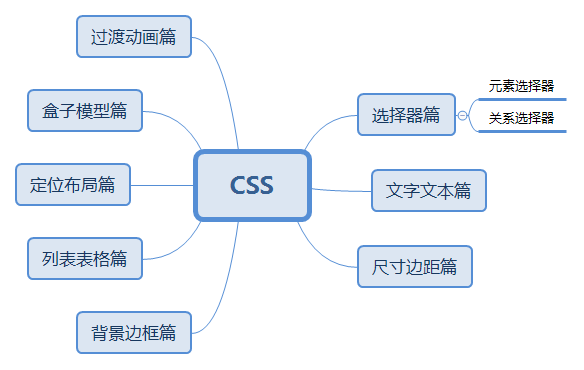 过渡动画篇
盒子模型篇
定位布局篇
列表表格篇
背景边框篇
CSS
选择器篇
元素选择器
关系选择器
文字文本篇
尺寸边距篇